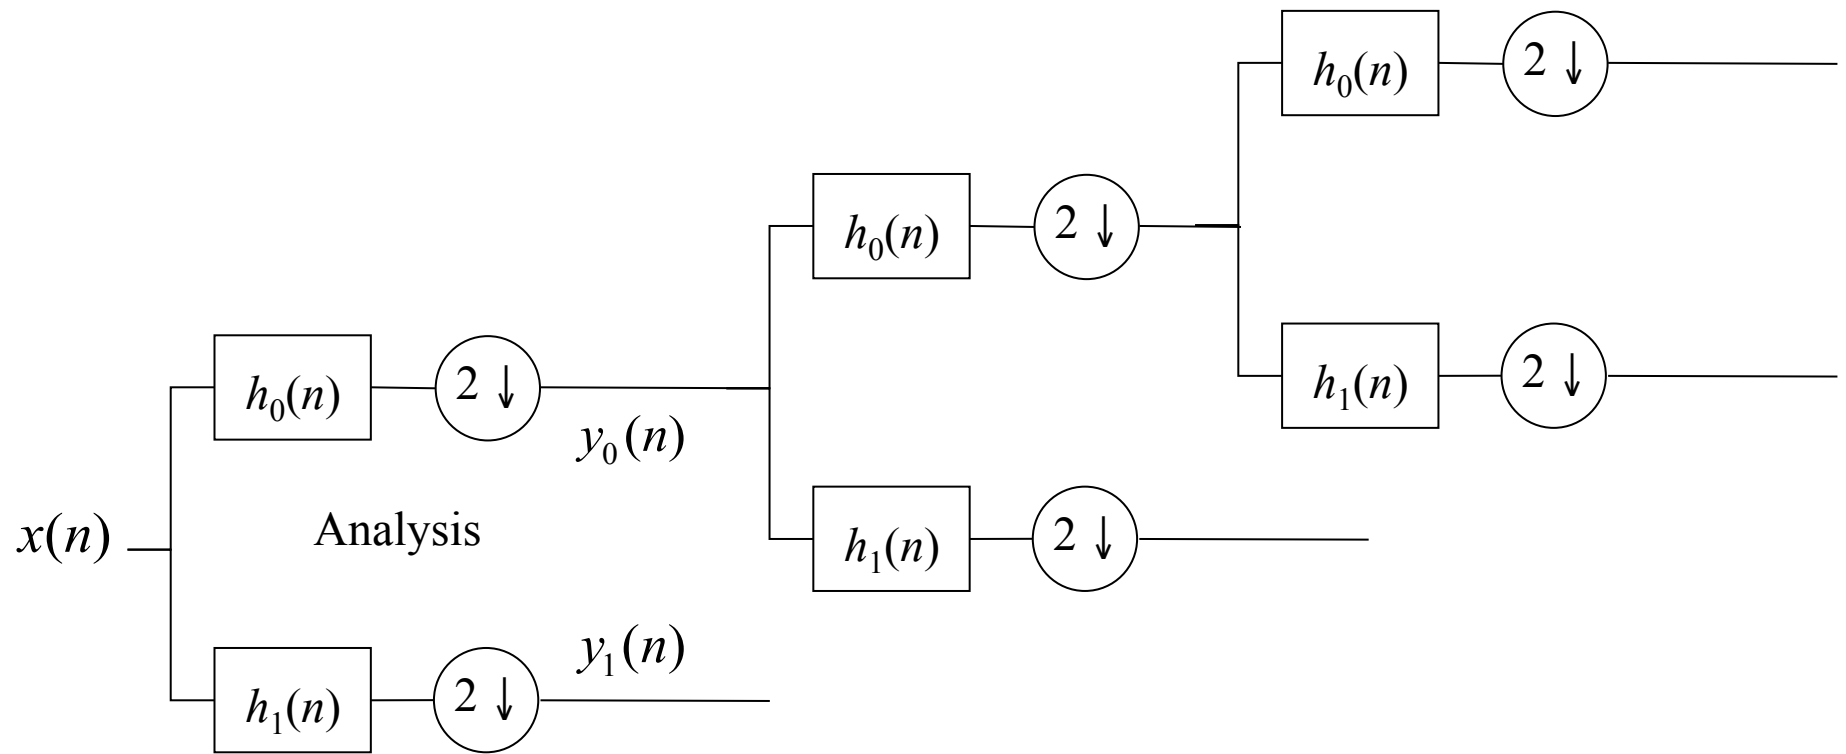 h₀(n)
2 ↓
h₀(n)
2 ↓
h₀(n)
2 ↓
h₁(n)
2 ↓
y₀(n)
x(n)
Analysis
h₁(n)
2 ↓
y₁(n)
h₁(n)
2 ↓